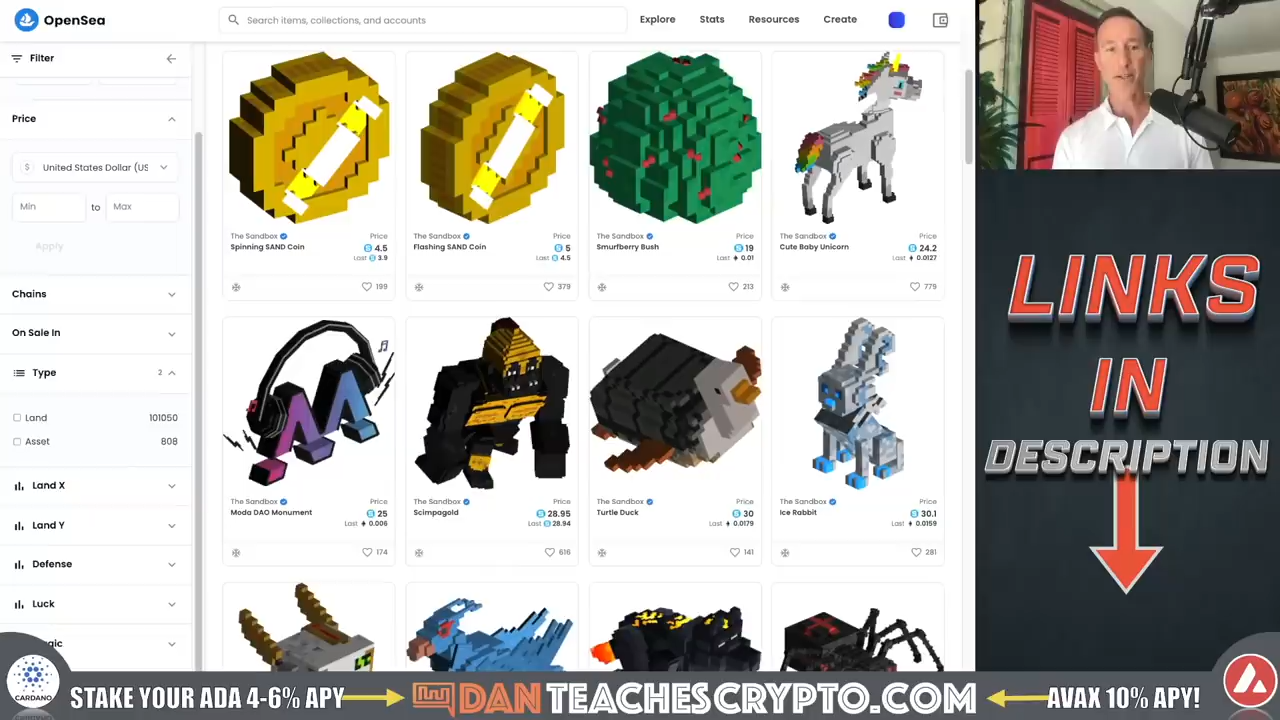 OpenSea
Search items, collections, and accounts
Explore
Stats
Resources
Create
Filter
Price
$ United States Dollar (US
Min to Max
Apply
Chains
On Sale In
Type 2
Land 101050
Asset 808
Land X
Land Y
Defense
Luck
The Sandbox Price
Spinning SAND Coin 4.5
Last 3.9
199
The Sandbox Price
Flashing SAND Coin 5
Last 4.5
379
The Sandbox Price
Smurfberry Bush 19
Last 0.01
213
The Sandbox Price
Cute Baby Unicorn 24.2
Last 0.0127
779
The Sandbox Price
Moda DAO Monument 25
Last 0.006
174
The Sandbox Price
Scimpagold 28.95
Last 28.94
616
The Sandbox Price
Turtle Duck 30
Last 0.0179
141
The Sandbox Price
Ice Rabbit 30.1
Last 0.0159
281
LINKS
IN
DESCRIPTION
CARDANO
STAKE YOUR ADA 4-6% APY
DANTEACHESCRYPTO.COM
AVAX 10% APY!